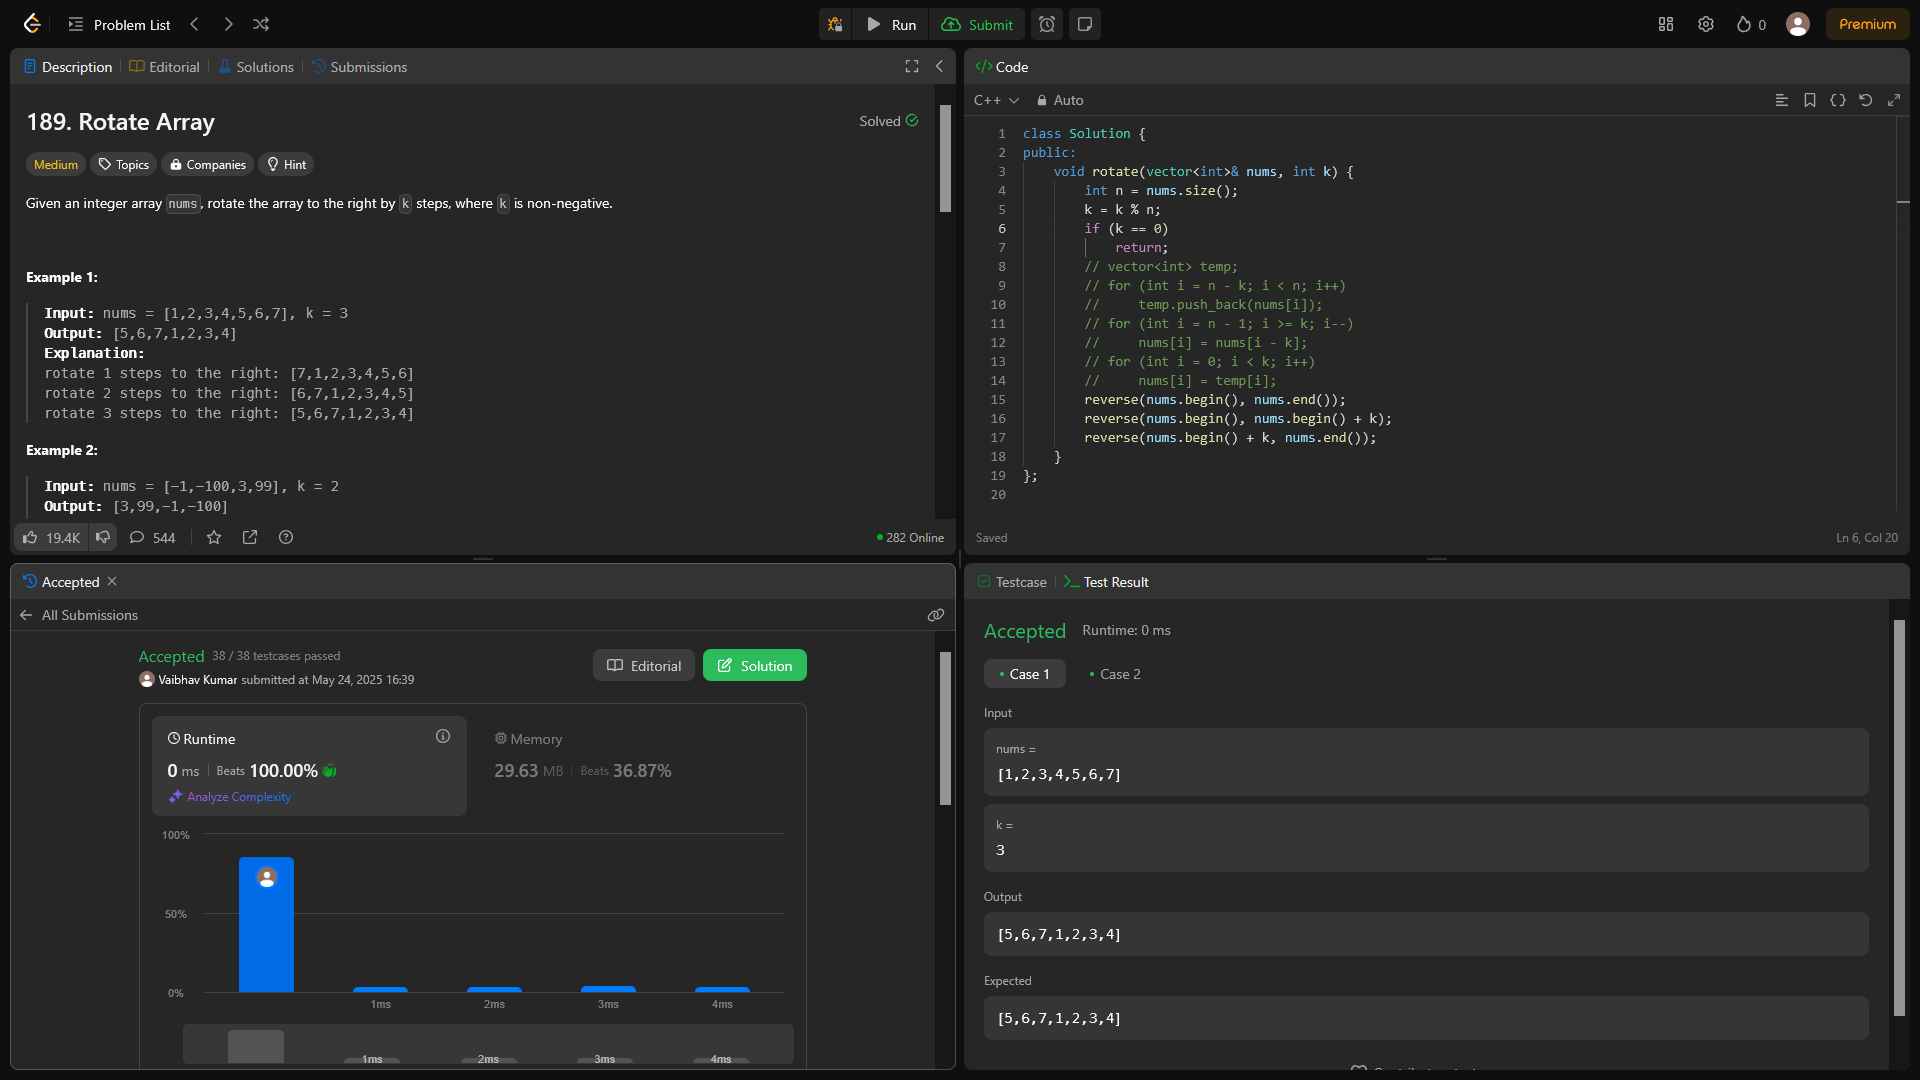 Problem List
Run
Submit
0
Premium
Description
Editorial
Solutions
Submissions
189. Rotate Array
Solved
Medium
Topics
Companies
Hint
Given an integer array nums, rotate the array to the right by k steps, where k is non-negative.
Example 1:
Input: nums = [1,2,3,4,5,6,7], k = 3
Output: [5,6,7,1,2,3,4]
Explanation:
rotate 1 steps to the right: [7,1,2,3,4,5,6]
rotate 2 steps to the right: [6,7,1,2,3,4,5]
rotate 3 steps to the right: [5,6,7,1,2,3,4]
Example 2:
Input: nums = [-1,-100,3,99], k = 2
Output: [3,99,-1,-100]
19.4K
544
282 Online
</> Code
C++
Auto
1 class Solution {
2 public:
3 void rotate(vector<int>& nums, int k) {
4 int n = nums.size();
5 k = k % n;
6 if (k == 0)
7 return;
8 // vector<int> temp;
9 // for (int i = n - k; i < n; i++)
10 // temp.push_back(nums[i]);
11 // for (int i = n - 1; i >= k; i--)
12 // nums[i] = nums[i - k];
13 // for (int i = 0; i < k; i++)
14 // nums[i] = temp[i];
15 reverse(nums.begin(), nums.end());
16 reverse(nums.begin(), nums.begin() + k);
17 reverse(nums.begin() + k, nums.end());
18 }
19 };
20
Saved
Ln 6, Col 20
Accepted
All Submissions
Accepted 38 / 38 testcases passed
Vaibhav Kumar submitted at May 24, 2025 16:39
Editorial
Solution
Runtime
0 ms Beats 100.00%
Analyze Complexity
Memory
29.63 MB Beats 36.87%
100%
50%
0%
1ms 2ms 3ms 4ms
1ms 2ms 3ms 4ms
Testcase
Test Result
Accepted Runtime: 0 ms
Case 1
Case 2
Input
nums =
[1,2,3,4,5,6,7]
k =
3
Output
[5,6,7,1,2,3,4]
Expected
[5,6,7,1,2,3,4]